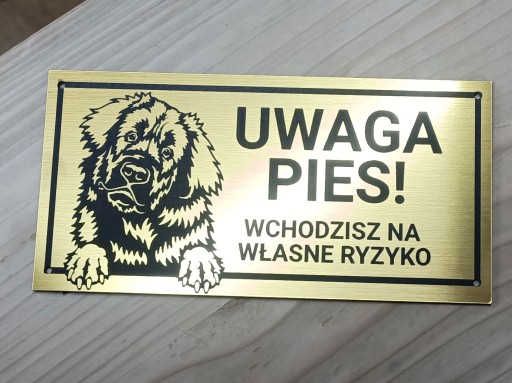 UWAGA
PIES!
WCHODZISZ NA
WŁASNE RYZYKO